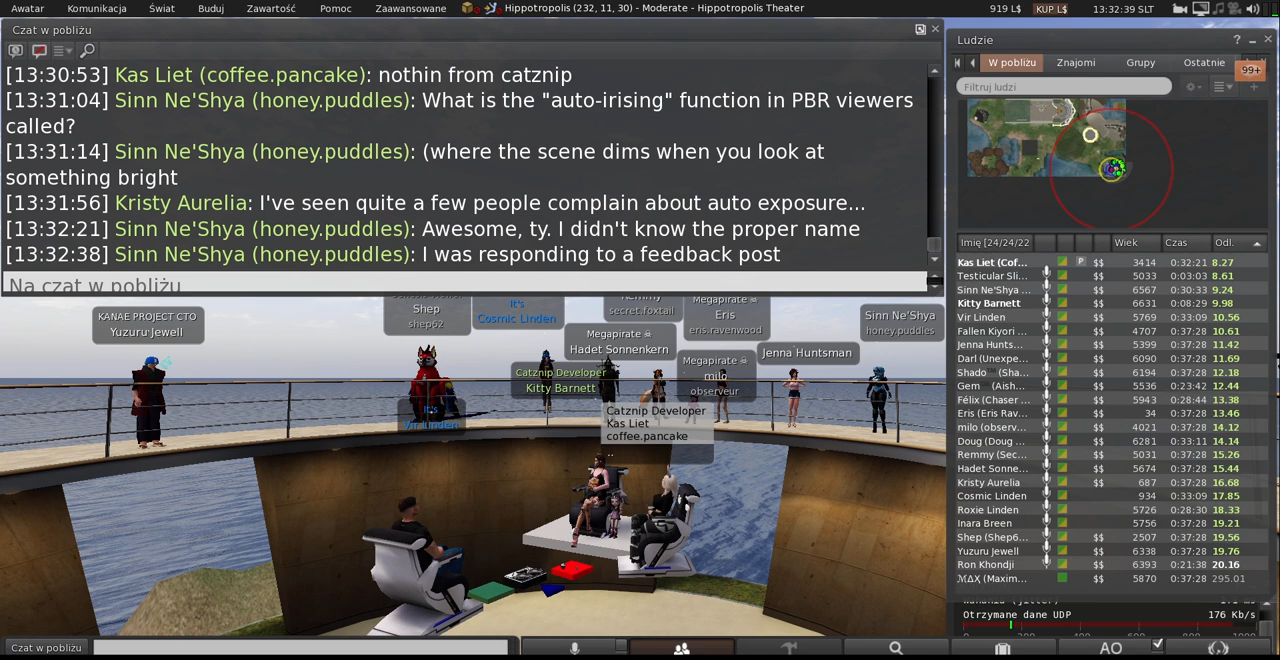 Awatar Komunikacja Świat Buduj Zawartość Pomoc Zaawansowane Hippotropolis (232, 11, 30) - Moderate - Hippotropolis Theater 919 L$ KUP L$ 13:32:39 SLT
Czat w pobliżu
[13:30:53] Kas Liet (coffee.pancake): nothin from catznip
[13:31:04] Sinn Ne'Shya (honey.puddles): What is the "auto-irising" function in PBR viewers
called?
[13:31:14] Sinn Ne'Shya (honey.puddles): (where the scene dims when you look at
something bright
[13:31:56] Kristy Aurelia: I've seen quite a few people complain about auto exposure...
[13:32:21] Sinn Ne'Shya (honey.puddles): Awesome, ty. I didn't know the proper name
[13:32:38] Sinn Ne'Shya (honey.puddles): I was responding to a feedback post
Na czat w pobliżu
KANAE PROJECT CTO
Yuzuru Jewell
Shep
shep62
It's
Cosmic Linden
Remmy
secret.foxtail
Megapirate ☠
Eris
eris.ravenwood
Megapirate ☠
Hadet Sonnenkern
Sinn Ne'Shya
honey.puddles
Jenna Huntsman
Megapirate ☠
milo
observeur
Catznip Developer
Kitty Barnett
It's
Vir Linden
Catznip Developer
Kas Liet
coffee.pancake
..
Czat w pobliżu
AO
Ludzie
? _ ×
W pobliżu Znajomi Grupy Ostatnie 99+
Filtruj ludzi
Imię [24/24/22 Wiek Czas Odl.
Kas Liet (Cof... P $$ 3414 0:32:21 8.27
Testicular Sli... $$ 5033 0:03:03 8.61
Sinn Ne'Shya ... $$ 6567 0:30:33 9.24
Kitty Barnett $$ 6631 0:08:29 9.98
Vir Linden $$ 5769 0:33:09 10.56
Fallen Kiyori ... $$ 4707 0:37:28 10.61
Jenna Hunts... $$ 5399 0:37:28 11.42
Darl (Unexpe... $$ 6090 0:37:28 11.69
Shado™ (Sha... $$ 6194 0:37:28 12.18
Gem™ (Aish... $$ 5536 0:23:42 12.44
Félix (Chaser ... $$ 5943 0:28:44 13.38
Eris (Eris Rav... $$ 34 0:37:28 13.46
milo (observ... $$ 4021 0:37:28 14.12
Doug (Doug ... $$ 6281 0:33:11 14.14
Remmy (Sec... $$ 5031 0:37:28 15.26
Hadet Sonne... $$ 5674 0:37:28 15.44
Kristy Aurelia $$ 687 0:37:28 16.68
Cosmic Linden 934 0:33:09 17.85
Roxie Linden 5726 0:28:30 18.33
Inara Breen 5756 0:37:28 19.21
Shep (Shep6... $$ 2507 0:37:28 19.56
Yuzuru Jewell $$ 6338 0:37:28 19.76
Ron Khondji $$ 6393 0:21:38 20.16
ℳΔX (Maxim... $$ 5870 0:37:28 295.01
Otrzymane dane UDP 176 Kb/s
0 200 400 600 800 1000